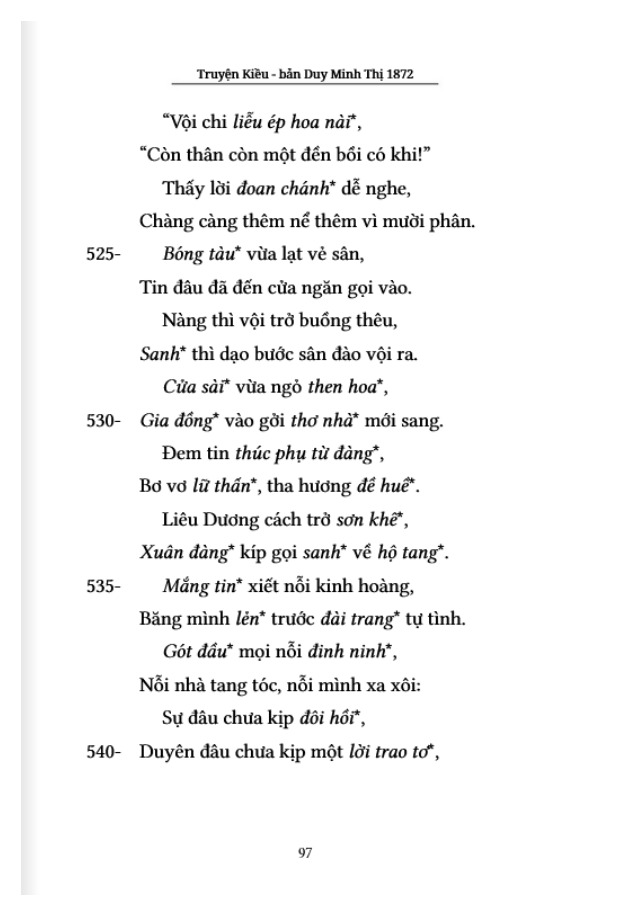 Truyện Kiều - bản Duy Minh Thị 1872
“Vội chi liễu ép hoa nài*,
“Còn thân còn một đền bồi có khi!”
Thấy lời đoan chánh* dễ nghe,
Chàng càng thêm nể thêm vì mười phân.
525- Bóng tàu* vừa lạt vẻ sân,
Tin đâu đã đến cửa ngăn gọi vào.
Nàng thì vội trở buồng thêu,
Sanh* thì dạo bước sân đào vội ra.
Cửa sài* vừa ngỏ then hoa*,
530- Gia đồng* vào gởi thơ nhà* mới sang.
Đem tin thúc phụ từ đàng*,
Bơ vơ lữ thấn*, tha hương đề huề*.
Liêu Dương cách trở sơn khê*,
Xuân đàng* kíp gọi sanh* về hộ tang*.
535- Mắng tin* xiết nỗi kinh hoàng,
Băng mình lẻn* trước đài trang* tự tình.
Gót đầu* mọi nỗi đinh ninh*,
Nỗi nhà tang tóc, nỗi mình xa xôi:
Sự đâu chưa kịp đôi hồi*,
540- Duyên đâu chưa kịp một lời trao tơ*,
97